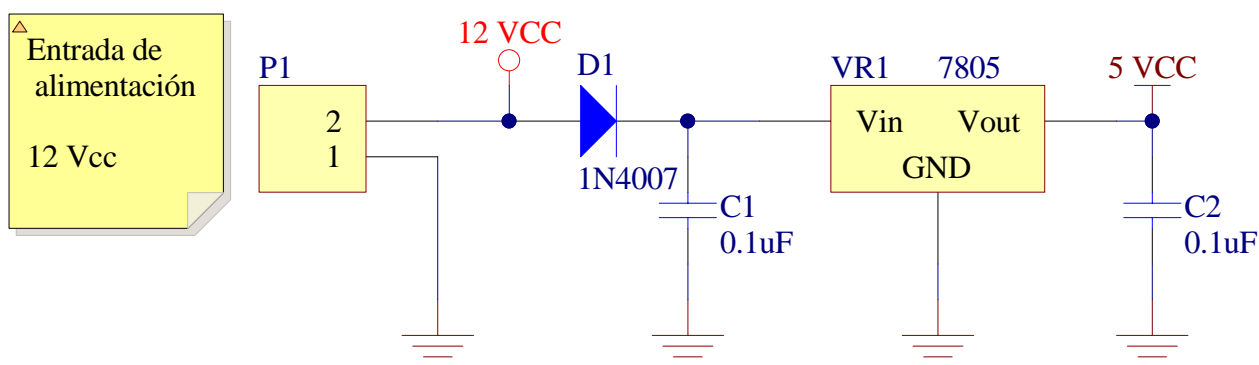 Entrada de
alimentación
12 Vcc
P1
2
1
12 VCC
D1
1N4007
C1
0.1uF
VR1 7805
Vin Vout
GND
5 VCC
C2
0.1uF